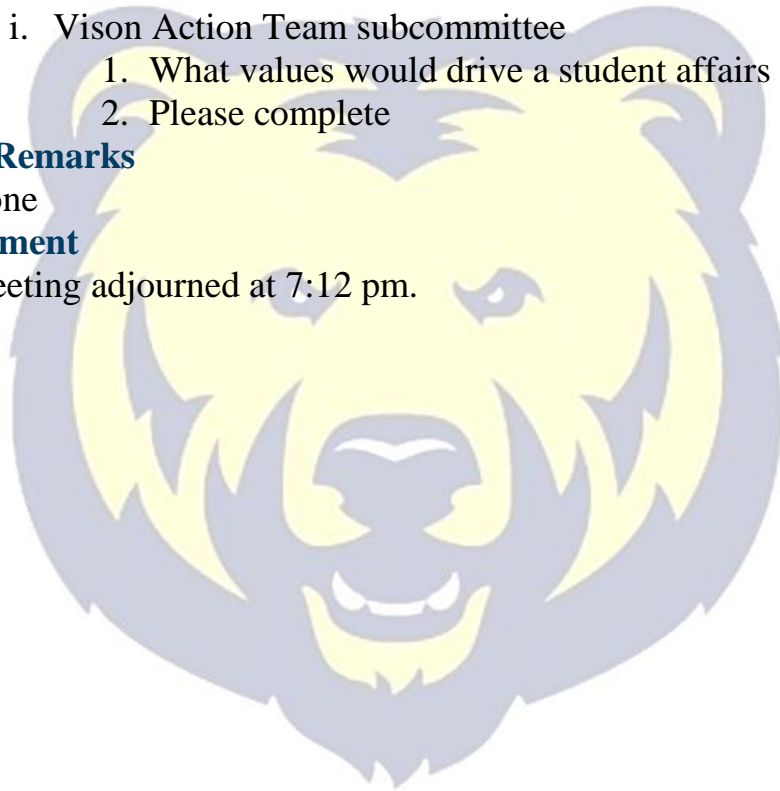 i. Vison Action Team subcommittee
1. What values would drive a student affairs
2. Please complete
Remarks
one
ment
eeting adjourned at 7:12 pm.